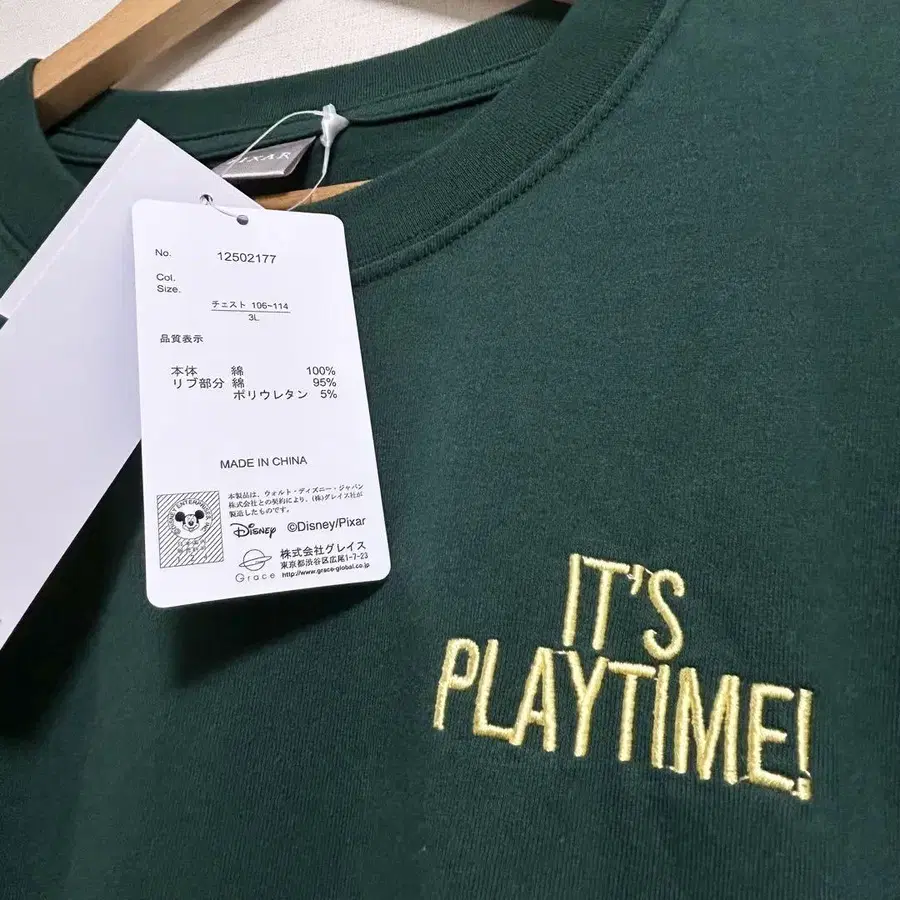 PIXAR
No. 12502177
Col.
Size.
チェスト 106~114
3L
品質表示
本体 綿 100%
リブ部分 綿 95%
ポリウレタン 5%
MADE IN CHINA
本製品は、ウォルト・ディズニー・ジャパン
株式会社との契約により、(株)グレイス社が
製造したものです。
Disney ©Disney/Pixar
Grace
株式会社グレイス
東京都渋谷区広尾1-7-23
http://www.grace-global.co.jp
IT'S
PLAYTIME!